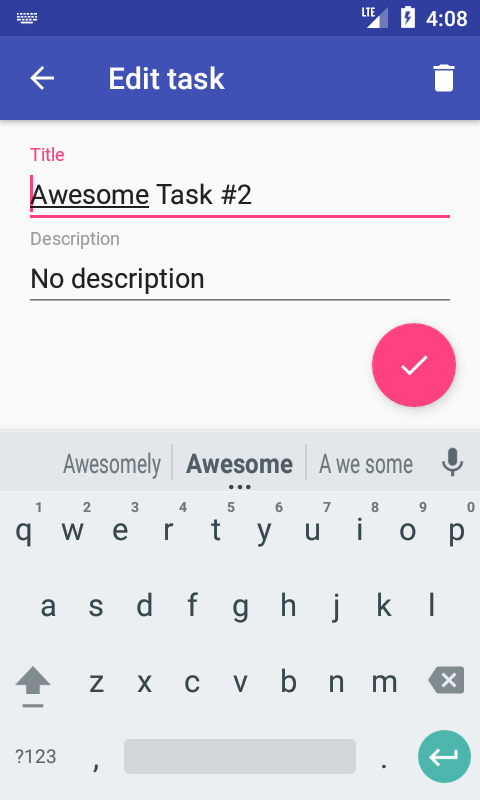 LTE 4:08
Edit task
Title
Awesome Task #2
Description
No description
Awesomely Awesome A we some
1 2 3 4 5 6 7 8 9 0
q w e r t y u i o p
a s d f g h j k l
z x c v b n m
?123 , .